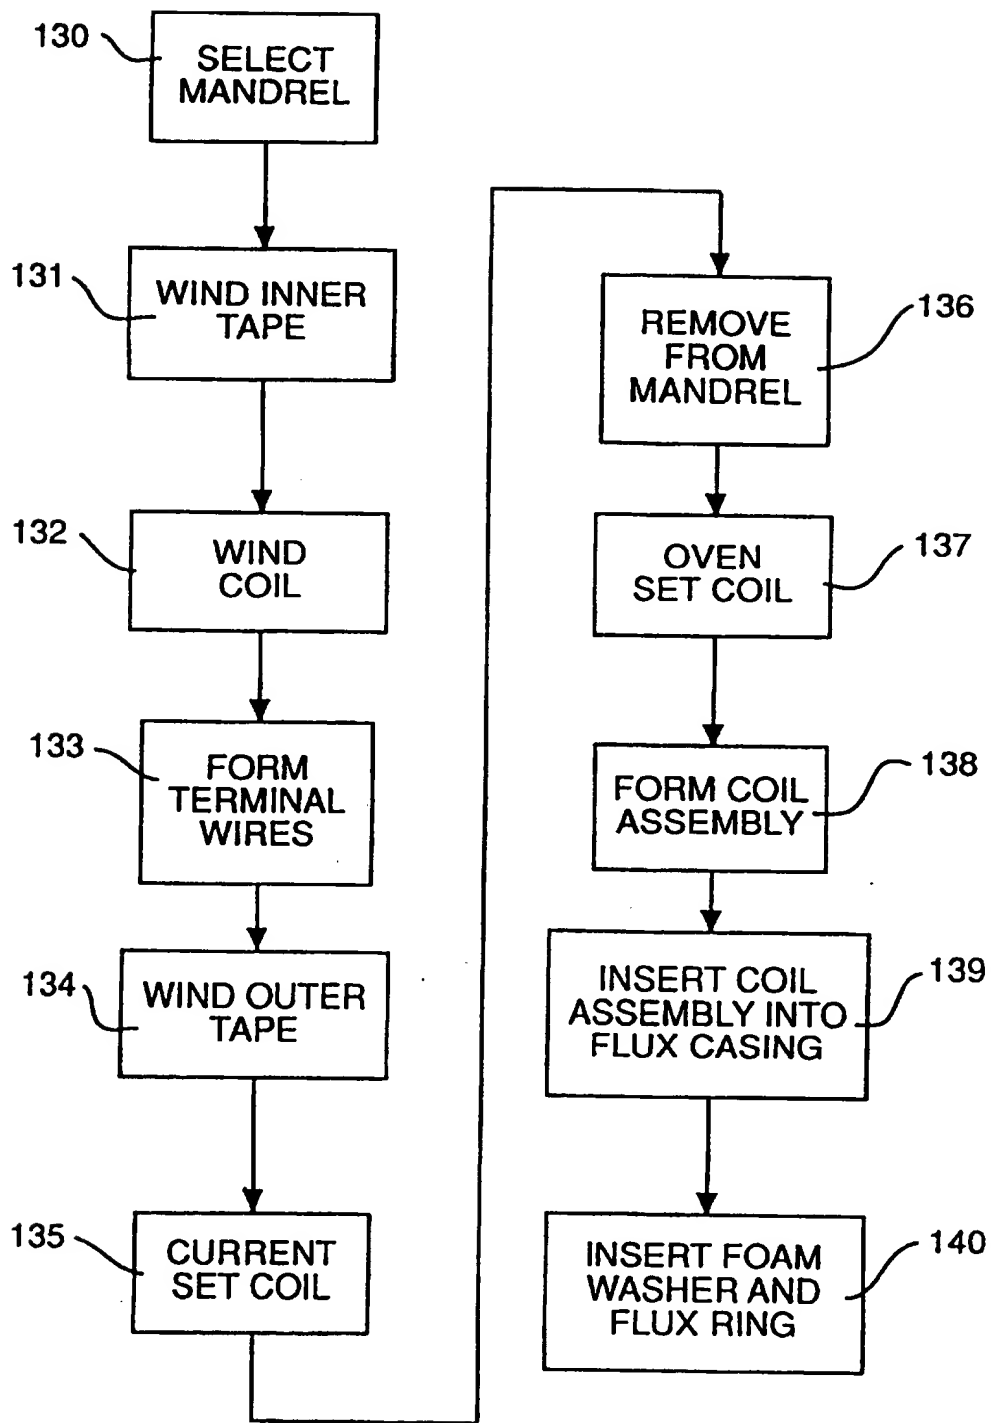 130
SELECT
MANDREL
131
WIND INNER
TAPE
132
WIND
COIL
133
FORM
TERMINAL
WIRES
134
WIND OUTER
TAPE
135
CURRENT
SET COIL
136
REMOVE
FROM
MANDREL
137
OVEN
SET COIL
138
FORM COIL
ASSEMBLY
139
INSERT COIL
ASSEMBLY INTO
FLUX CASING
140
INSERT FOAM
WASHER AND
FLUX RING